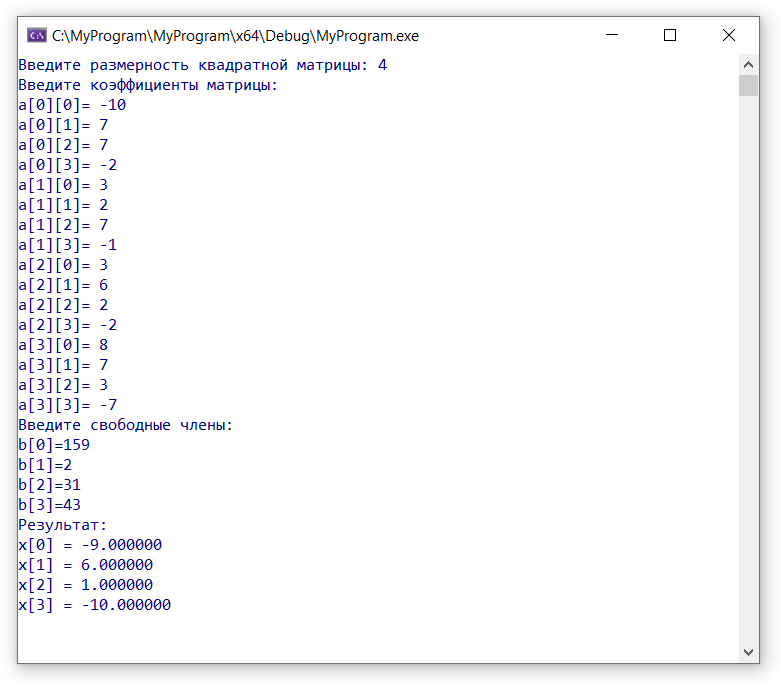 C:\MyProgram\MyProgram\x64\Debug\MyProgram.exe
Введите размерность квадратной матрицы: 4
Введите коэффициенты матрицы:
a[0][0]= -10
a[0][1]= 7
a[0][2]= 7
a[0][3]= -2
a[1][0]= 3
a[1][1]= 2
a[1][2]= 7
a[1][3]= -1
a[2][0]= 3
a[2][1]= 6
a[2][2]= 2
a[2][3]= -2
a[3][0]= 8
a[3][1]= 7
a[3][2]= 3
a[3][3]= -7
Введите свободные члены:
b[0]=159
b[1]=2
b[2]=31
b[3]=43
Результат:
x[0] = -9.000000
x[1] = 6.000000
x[2] = 1.000000
x[3] = -10.000000